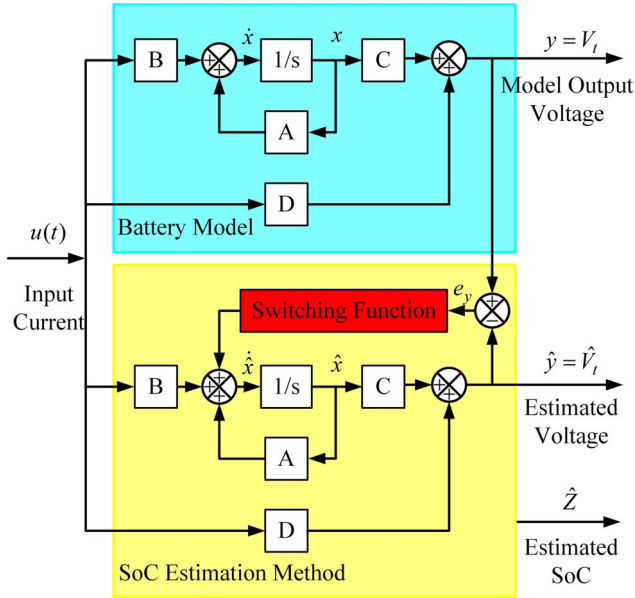 B
ẋ
1/s
x
C
y = V_t
Model Output
Voltage
A
D
Battery Model
u(t)
Input
Current
Switching Function
e_y
B
x̂̇
1/s
x̂
C
ŷ = V̂_t
Estimated
Voltage
A
D
Ẑ
Estimated
SoC
SoC Estimation Method